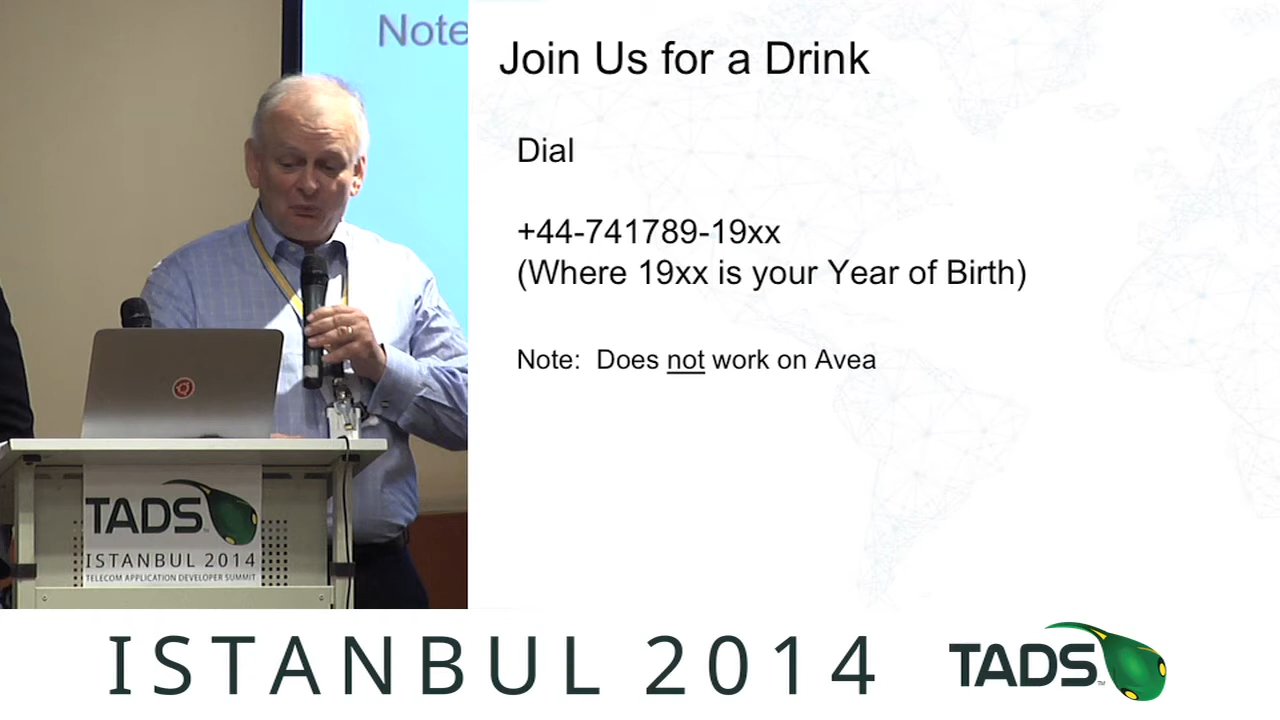 Note
Join Us for a Drink
Dial
+44-741789-19xx
(Where 19xx is your Year of Birth)
Note:  Does not work on Avea
TADS
ISTANBUL 2014
TELECOM APPLICATION DEVELOPER SUMMIT
ISTANBUL 2014
TADS